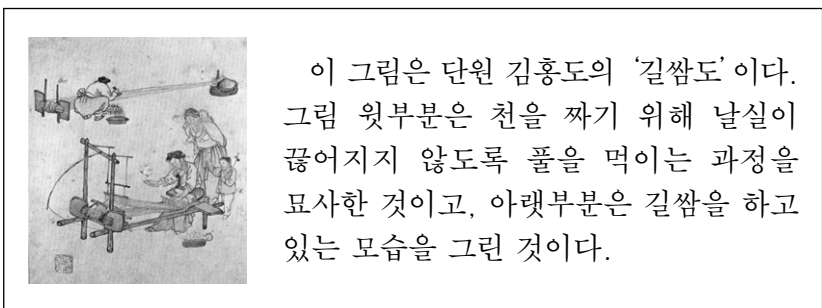 이 그림은 단원 김홍도의 ‘길쌈도’이다.
그림 윗부분은 천을 짜기 위해 날실이
끊어지지 않도록 풀을 먹이는 과정을
묘사한 것이고, 아랫부분은 길쌈을 하고
있는 모습을 그린 것이다.